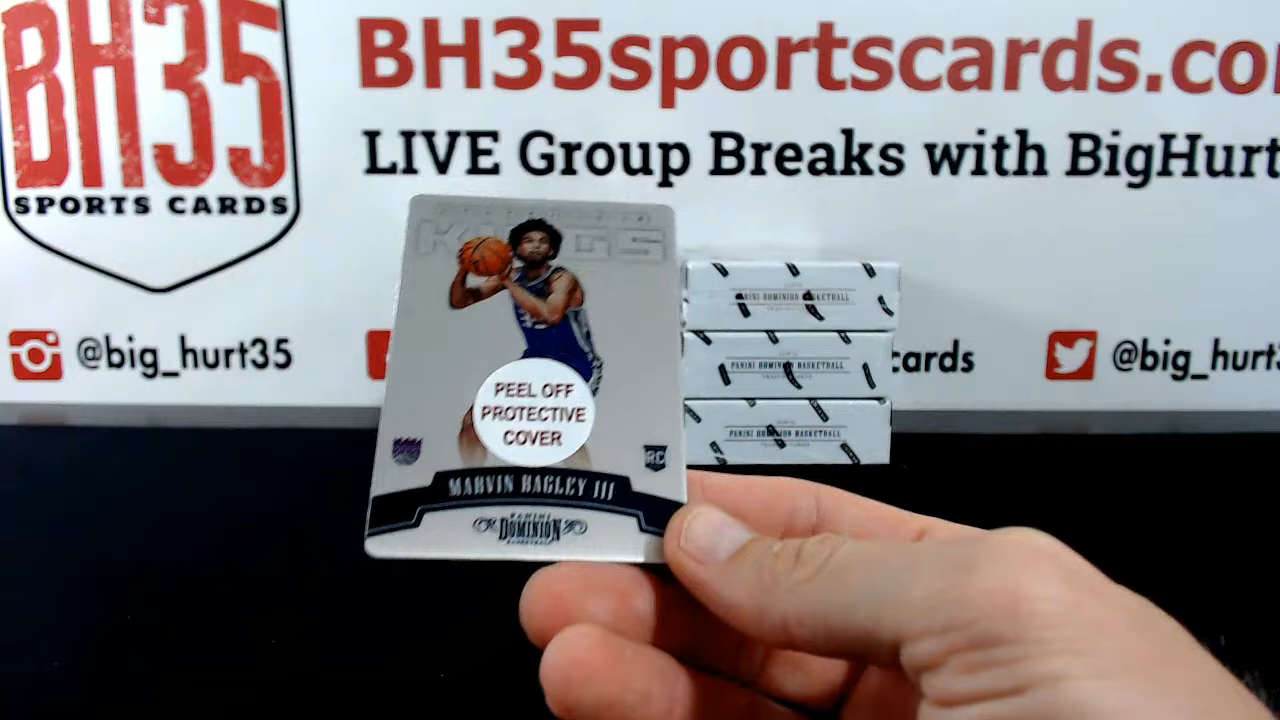 BH35
SPORTS CARDS
BH35sportscards.co
LIVE Group Breaks with BigHurt
@big_hurt35
cards
@big_hurt3
KINGS
PEEL OFF
PROTECTIVE
COVER
RC
MARVIN BAGLEY III
PANINI
DOMINION
BASKETBALL
PANINI DOMINION BASKETBALL
PANINI DOMINION BASKETBALL
PANINI DOMINION BASKETBALL